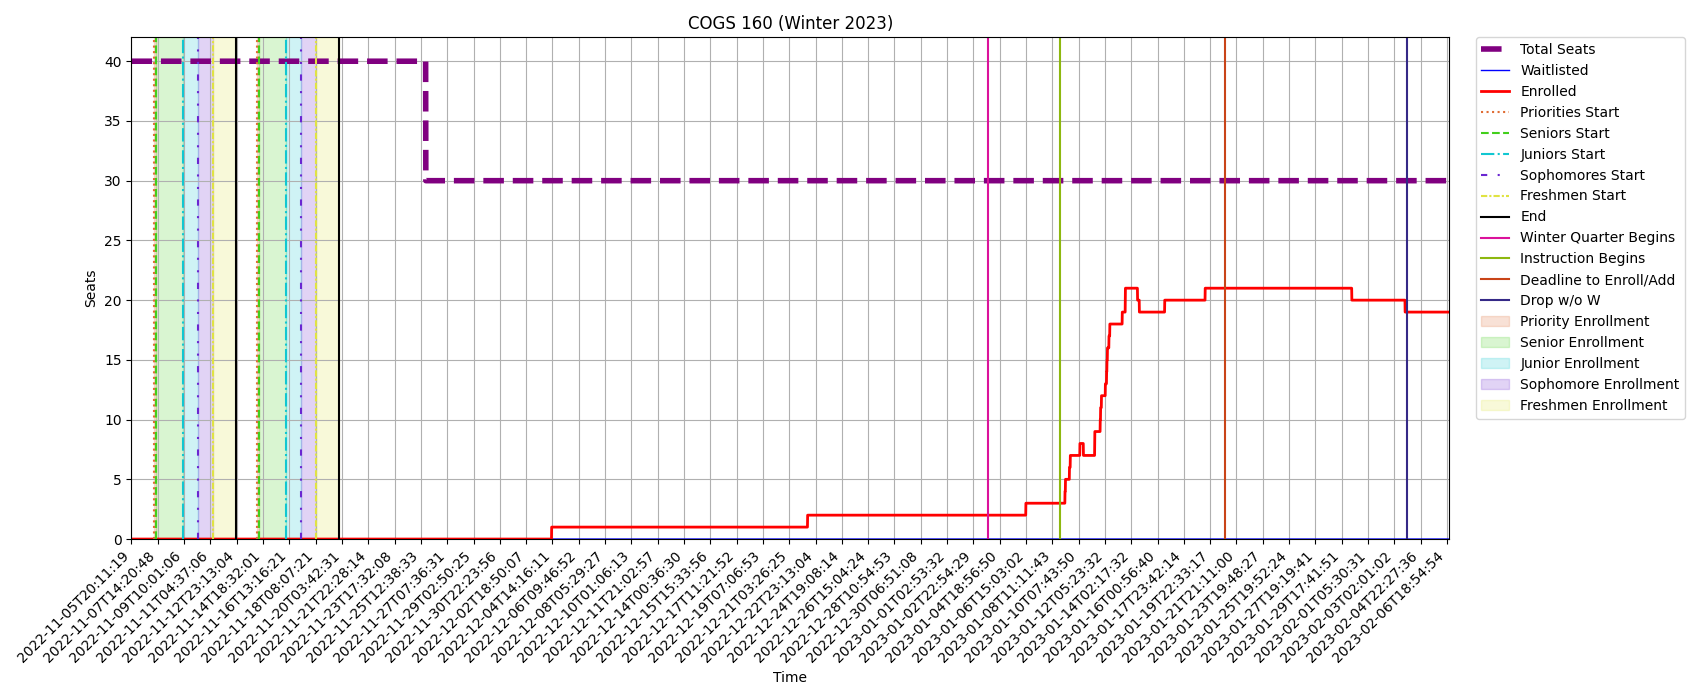 COGS 160 (Winter 2023)
Seats
40
35
30
25
20
15
10
5
0
2022-11-05T20:11:19
2022-11-07T14:20:48
2022-11-09T10:01:06
2022-11-11T04:37:06
2022-11-12T23:13:04
2022-11-14T18:32:01
2022-11-16T13:16:21
2022-11-18T08:07:21
2022-11-20T03:42:31
2022-11-21T22:28:14
2022-11-23T17:32:08
2022-11-25T12:38:33
2022-11-27T07:36:31
2022-11-29T02:50:25
2022-11-30T22:23:56
2022-12-02T18:50:07
2022-12-04T14:16:11
2022-12-06T09:46:52
2022-12-08T05:29:27
2022-12-10T01:06:13
2022-12-11T21:02:57
2022-12-14T00:36:30
2022-12-15T15:33:56
2022-12-17T11:21:52
2022-12-19T07:06:53
2022-12-21T03:26:25
2022-12-22T23:13:04
2022-12-24T19:08:14
2022-12-26T15:04:24
2022-12-28T10:54:53
2022-12-30T06:51:08
2023-01-01T02:53:32
2023-01-02T22:54:29
2023-01-04T18:56:50
2023-01-06T15:03:02
2023-01-08T11:11:43
2023-01-10T07:43:50
2023-01-12T05:23:32
2023-01-14T02:17:32
2023-01-16T00:56:40
2023-01-17T23:42:14
2023-01-19T22:33:17
2023-01-21T21:11:00
2023-01-23T19:48:27
2023-01-25T19:52:24
2023-01-27T19:19:41
2023-01-29T17:41:51
2023-02-01T05:30:31
2023-02-03T02:01:02
2023-02-04T22:27:36
2023-02-06T18:54:54
Time
Total Seats
Waitlisted
Enrolled
Priorities Start
Seniors Start
Juniors Start
Sophomores Start
Freshmen Start
End
Winter Quarter Begins
Instruction Begins
Deadline to Enroll/Add
Drop w/o W
Priority Enrollment
Senior Enrollment
Junior Enrollment
Sophomore Enrollment
Freshmen Enrollment